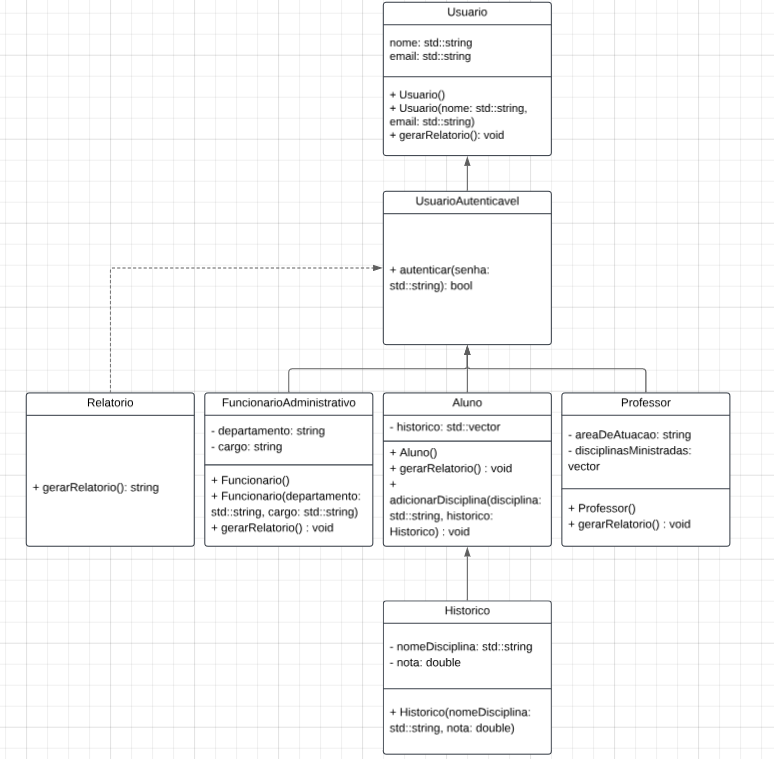 Usuario
nome: std::string
email: std::string
+ Usuario()
+ Usuario(nome: std::string,
email: std::string)
+ gerarRelatorio(): void
UsuarioAutenticavel
+ autenticar(senha:
std::string): bool
Relatorio
+ gerarRelatorio(): string
FuncionarioAdministrativo
- departamento: string
- cargo: string
+ Funcionario()
+ Funcionario(departamento:
std::string, cargo: std::string)
+ gerarRelatorio() : void
Aluno
- historico: std::vector
+ Aluno()
+ gerarRelatorio() : void
+
adicionarDisciplina(disciplina:
std::string, historico:
Historico) : void
Professor
- areaDeAtuacao: string
- disciplinasMinistradas:
vector
+ Professor()
+ gerarRelatorio() : void
Historico
- nomeDisciplina: std::string
- nota: double
+ Historico(nomeDisciplina:
std::string, nota: double)